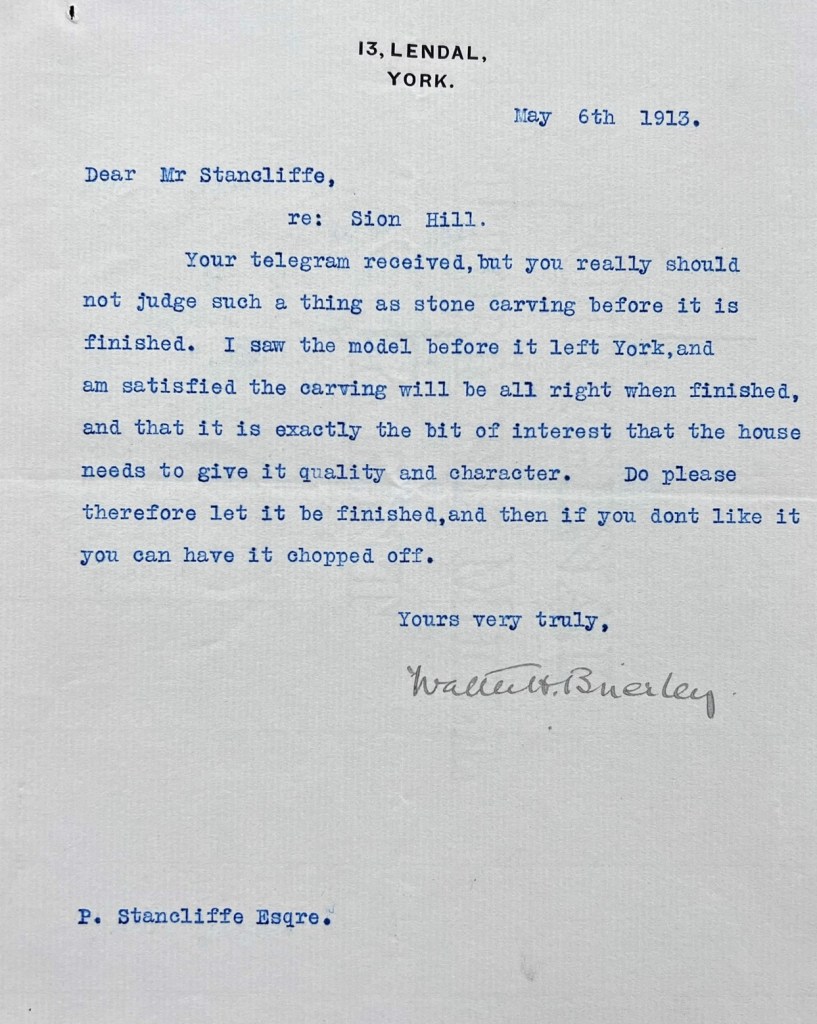 13, LENDAL,
YORK.
May 6th 1913.
Dear Mr Stancliffe,
re: Sion Hill.
Your telegram received,but you really should
not judge such a thing as stone carving before it is
finished. I saw the model before it left York,and
am satisfied the carving will be all right when finished,
and that it is exactly the bit of interest that the house
needs to give it quality and character. Do please
therefore let it be finished,and then if you dont like it
you can have it chopped off.
Yours very truly,
Walter H. Brierley.
P. Stancliffe Esqre.